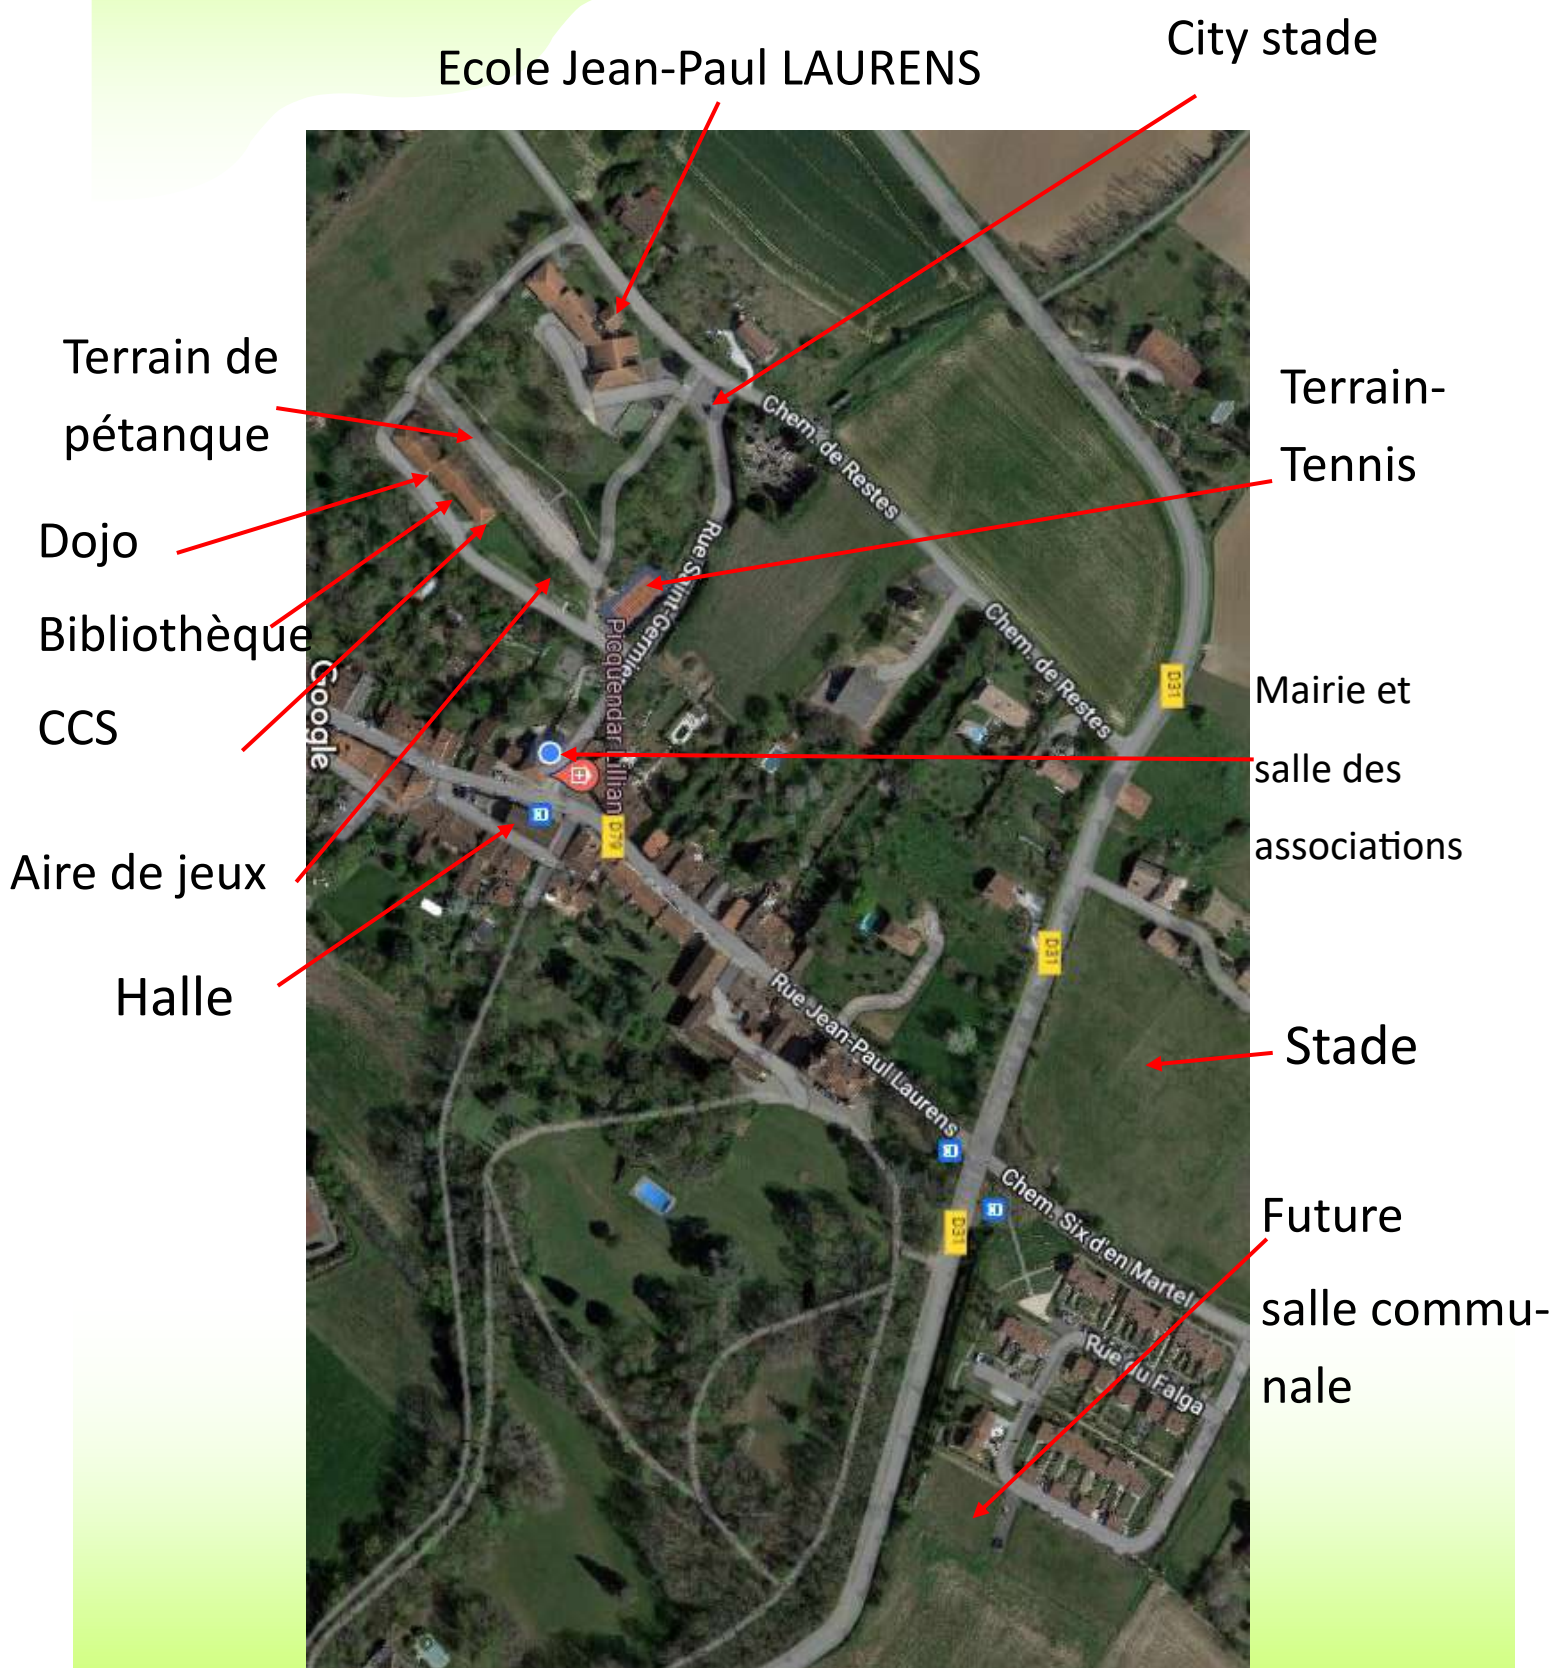 City stade
Ecole Jean-Paul LAURENS
Terrain de
pétanque
Terrain-
Tennis
Dojo
Bibliothèque
CCS
Aire de jeux
Halle
Mairie et
salle des
associations
Stade
Future
salle commu-
nale
Chem. de Restes
Rue Saint-Germier
Chem. de Restes
D31
Picquendar Lillian
Google
D79
D31
Rue Jean-Paul Laurens
D31
Chem. Six d'en Martel
Rue du Falga